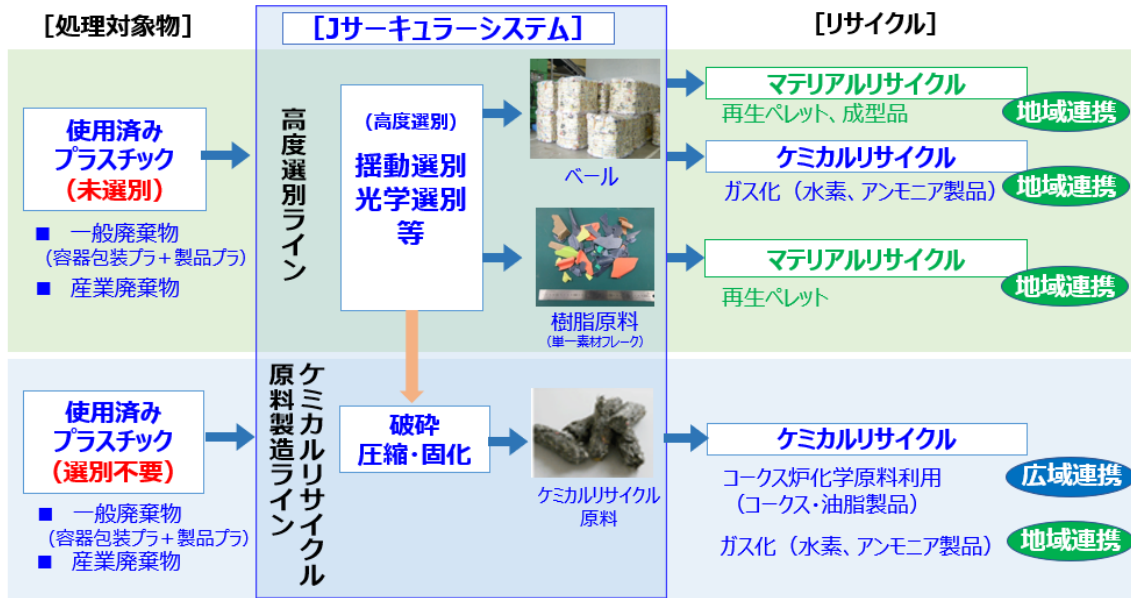 [処理対象物]
[Jサーキュラーシステム]
[リサイクル]
使用済み
プラスチック
(未選別)
■ 一般廃棄物
(容器包装プラ+製品プラ)
■ 産業廃棄物
高度選別ライン
(高度選別)
揺動選別
光学選別
等
ベール
樹脂原料
(単一素材フレーク)
マテリアルリサイクル
再生ペレット、成型品
地域連携
ケミカルリサイクル
ガス化(水素、アンモニア製品)
地域連携
マテリアルリサイクル
再生ペレット
地域連携
使用済み
プラスチック
(選別不要)
■ 一般廃棄物
(容器包装プラ+製品プラ)
■ 産業廃棄物
ケミカルリサイクル
原料製造ライン
破砕
圧縮・固化
ケミカルリサイクル
原料
ケミカルリサイクル
コークス炉化学原料利用
(コークス・油脂製品)
広域連携
ガス化(水素、アンモニア製品)
地域連携